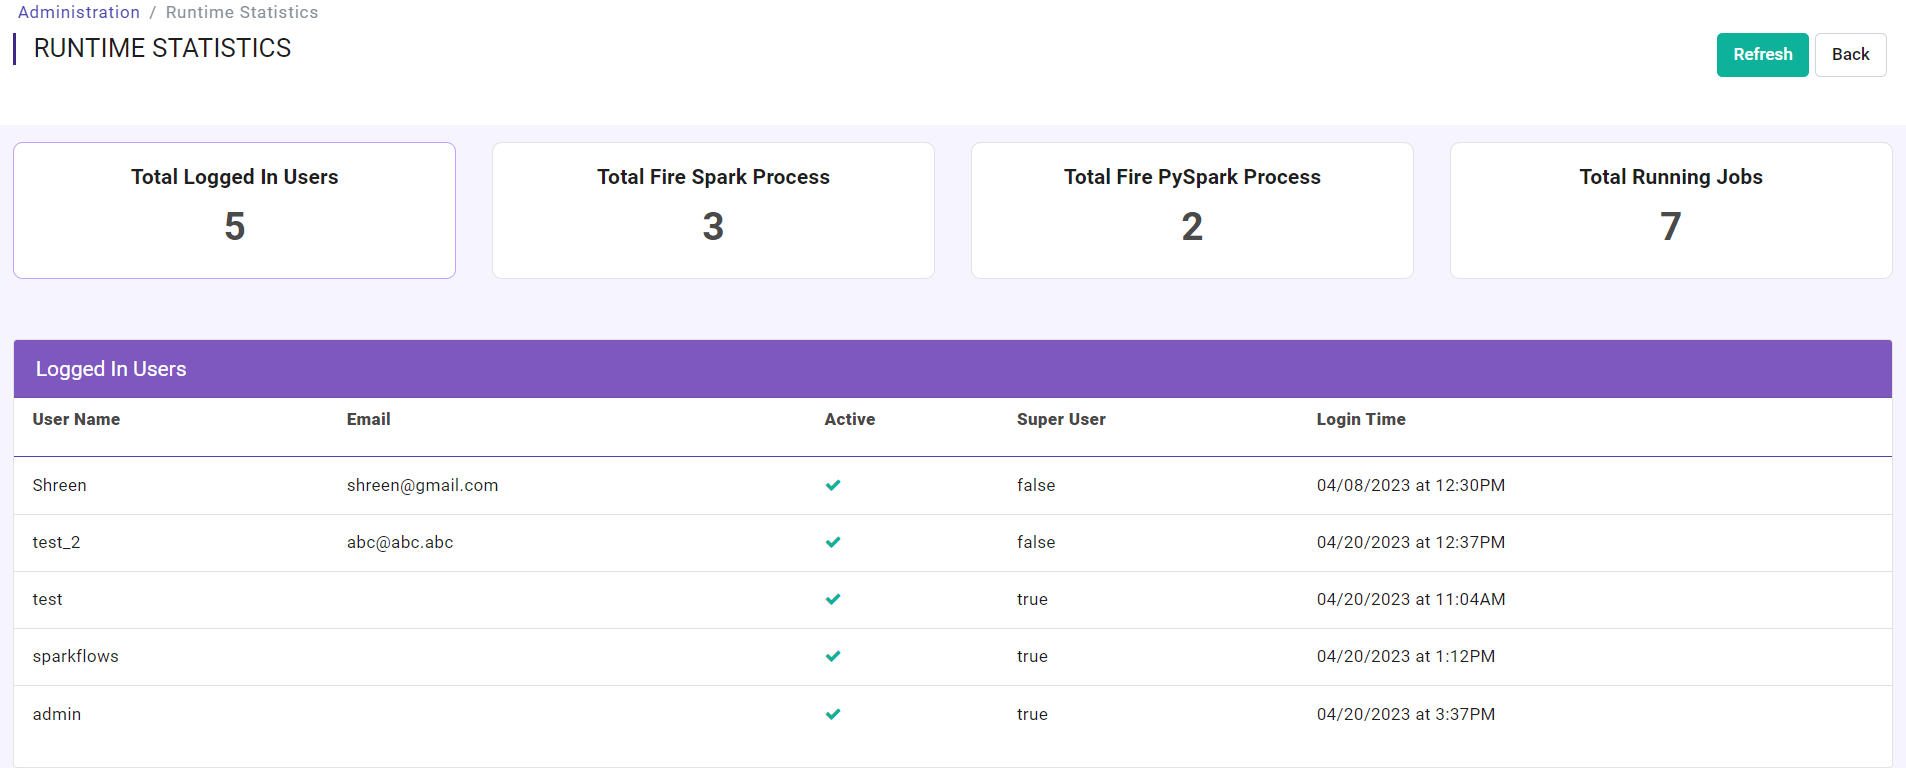 Administration / Runtime Statistics
RUNTIME STATISTICS
Refresh Back
Total Logged In Users
5
Total Fire Spark Process
3
Total Fire PySpark Process
2
Total Running Jobs
7
Logged In Users
User Name Email Active Super User Login Time
Shreen shreen@gmail.com false 04/08/2023 at 12:30PM
test_2 abc@abc.abc false 04/20/2023 at 12:37PM
test true 04/20/2023 at 11:04AM
sparkflows true 04/20/2023 at 1:12PM
admin true 04/20/2023 at 3:37PM